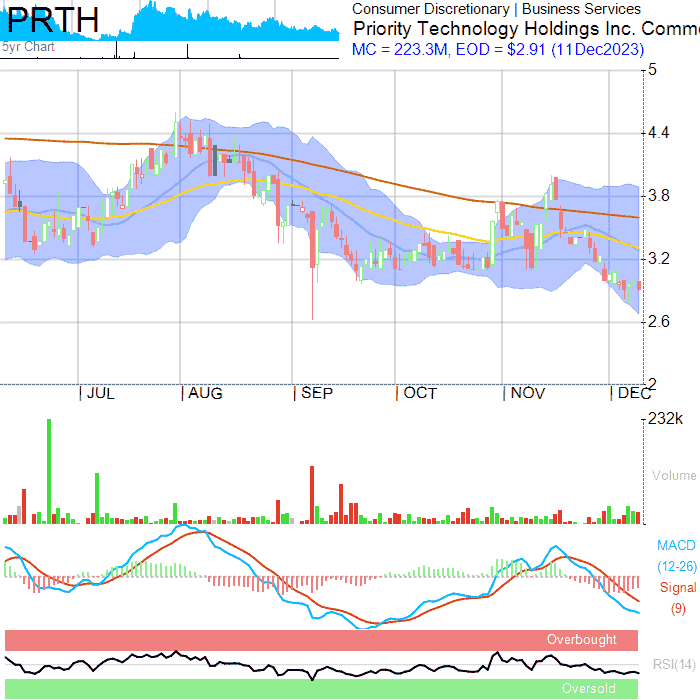 PRTH
5yr Chart
Consumer Discretionary | Business Services
Priority Technology Holdings Inc. Comm
MC = 223.3M, EOD = $2.91 (11Dec2023)
5
4.4
3.8
3.2
2.6
2
JUL AUG SEP OCT NOV DEC
232k
Volume
MACD
(12-26)
Signal
(9)
Overbought
RSI(14)
Oversold